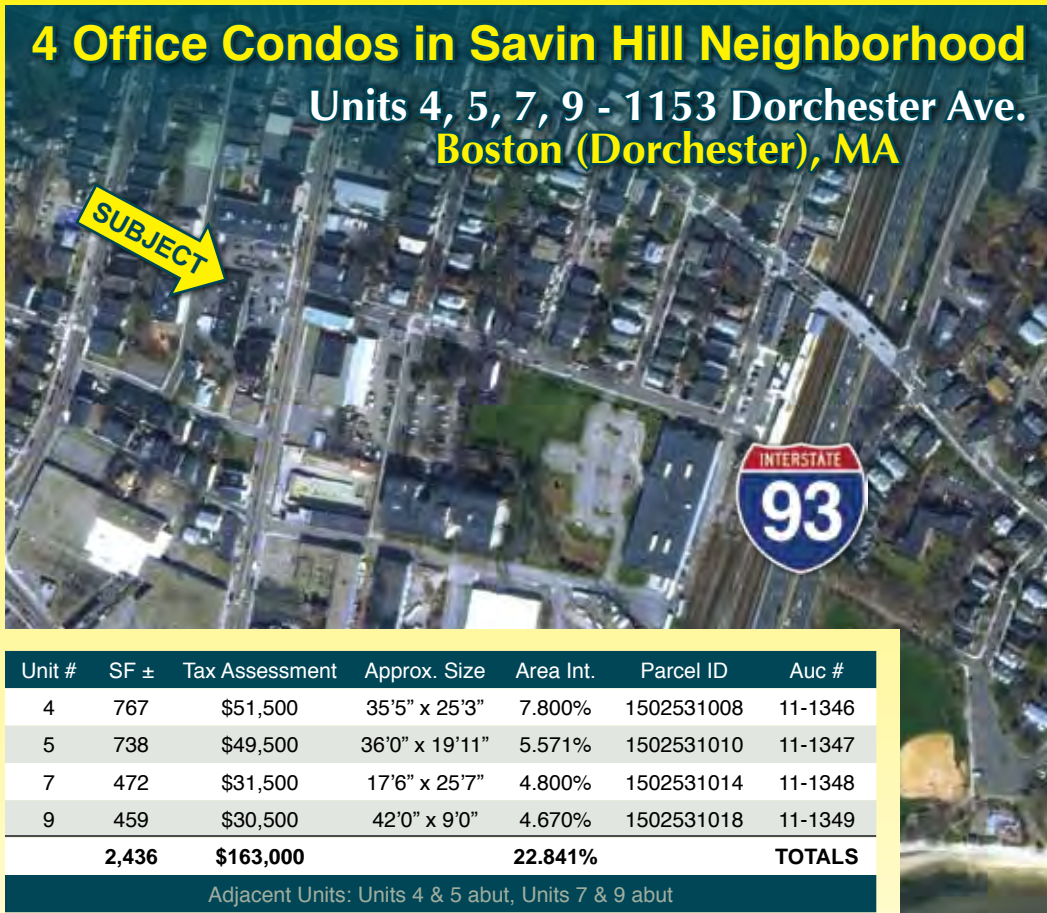 4 Office Condos in Savin Hill Neighborhood
Units 4, 5, 7, 9 - 1153 Dorchester Ave.
Boston (Dorchester), MA
SUBJECT
INTERSTATE
93
Unit # SF ± Tax Assessment Approx. Size Area Int. Parcel ID Auc #
4 767 $51,500 35’5” x 25’3” 7.800% 1502531008 11-1346
5 738 $49,500 36’0” x 19’11” 5.571% 1502531010 11-1347
7 472 $31,500 17’6” x 25’7” 4.800% 1502531014 11-1348
9 459 $30,500 42’0” x 9’0” 4.670% 1502531018 11-1349
2,436 $163,000 22.841% TOTALS
Adjacent Units: Units 4 & 5 abut, Units 7 & 9 abut